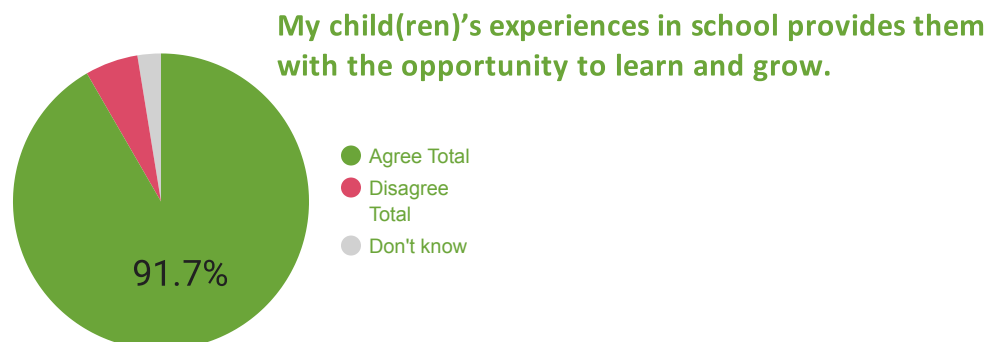 My child(ren)’s experiences in school provides them
with the opportunity to learn and grow.
Agree Total
Disagree
Total
Don't know
91.7%